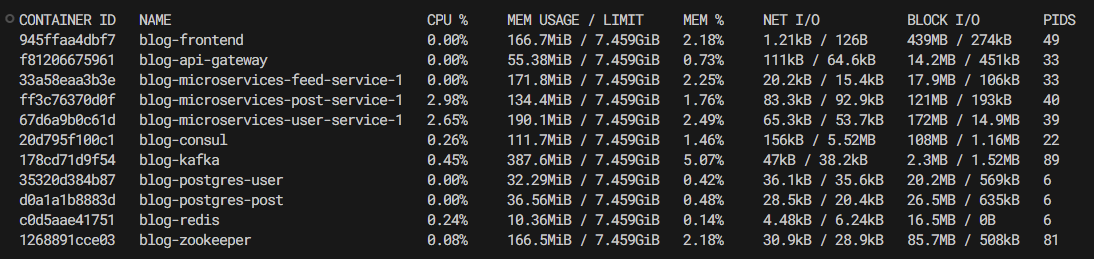 CONTAINER ID NAME CPU % MEM USAGE / LIMIT MEM % NET I/O BLOCK I/O PIDS
945ffaa4dbf7 blog-frontend 0.00% 166.7MiB / 7.459GiB 2.18% 1.21kB / 126B 439MB / 274kB 49
f81206675961 blog-api-gateway 0.00% 55.38MiB / 7.459GiB 0.73% 111kB / 64.6kB 14.2MB / 451kB 33
33a58eaa3b3e blog-microservices-feed-service-1 0.00% 171.8MiB / 7.459GiB 2.25% 20.2kB / 15.4kB 17.9MB / 106kB 33
ff3c76370d0f blog-microservices-post-service-1 2.98% 134.4MiB / 7.459GiB 1.76% 83.3kB / 92.9kB 121MB / 193kB 40
67d6a9b0c61d blog-microservices-user-service-1 2.65% 190.1MiB / 7.459GiB 2.49% 65.3kB / 53.7kB 172MB / 14.9MB 39
20d795f100c1 blog-consul 0.26% 111.7MiB / 7.459GiB 1.46% 156kB / 5.52MB 108MB / 1.16MB 22
178cd71d9f54 blog-kafka 0.45% 387.6MiB / 7.459GiB 5.07% 47kB / 38.2kB 2.3MB / 1.52MB 89
35320d384b87 blog-postgres-user 0.00% 32.29MiB / 7.459GiB 0.42% 36.1kB / 35.6kB 20.2MB / 569kB 6
d0a1a1b8883d blog-postgres-post 0.00% 36.56MiB / 7.459GiB 0.48% 28.5kB / 20.4kB 26.5MB / 635kB 6
c0d5aae41751 blog-redis 0.24% 10.36MiB / 7.459GiB 0.14% 4.48kB / 6.24kB 16.5MB / 0B 6
1268891cce03 blog-zookeeper 0.08% 166.5MiB / 7.459GiB 2.18% 30.9kB / 28.9kB 85.7MB / 508kB 81